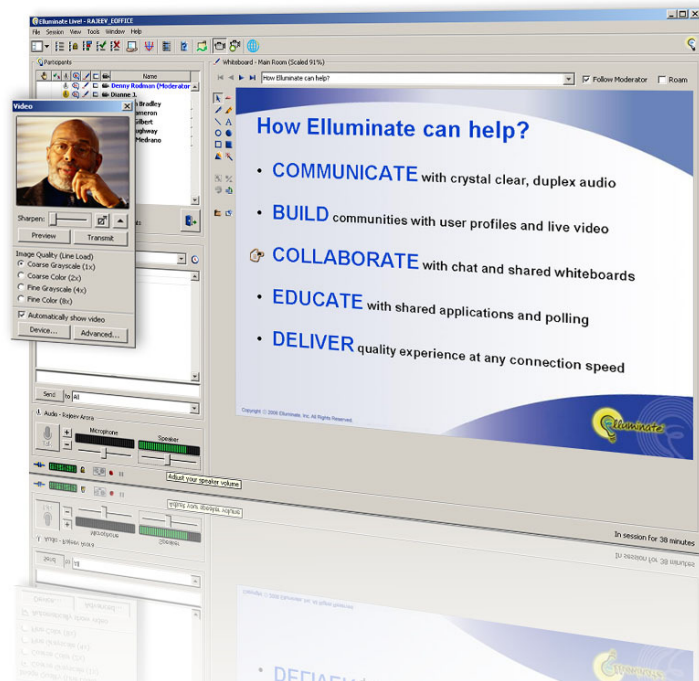 Elluminate Live! - RAJEEV_EOFFICE
File Session View Tools Window Help
Participants
Name
Denny Rodman (Moderator
Dianne J.
Bradley
Cameron
Gilbert
Medrano
Video
Sharpen:
Preview Transmit
Image Quality (Line Load)
Coarse Grayscale (1x)
Coarse Color (2x)
Fine Grayscale (4x)
Fine Color (8x)
Automatically show video
Device... Advanced...
Send to All
Audio - Rajeev Arora
Microphone Speaker
Adjust your speaker volume
Whiteboard - Main Room (Scaled 91%)
How Elluminate can help? Follow Moderator Roam
How Elluminate can help?
• COMMUNICATE with crystal clear, duplex audio
• BUILD communities with user profiles and live video
COLLABORATE with chat and shared whiteboards
• EDUCATE with shared applications and polling
• DELIVER quality experience at any connection speed
Copyright © 2006 Elluminate, Inc. All Rights Reserved.
Elluminate
In session for 38 minutes